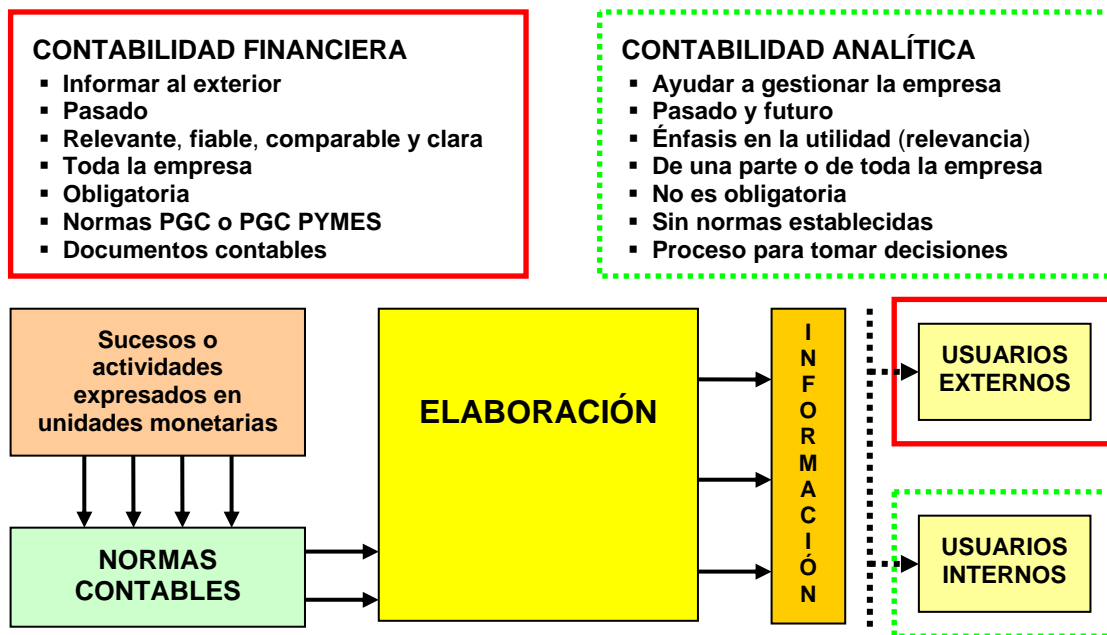 CONTABILIDAD FINANCIERA
▪ Informar al exterior
▪ Pasado
▪ Relevante, fiable, comparable y clara
▪ Toda la empresa
▪ Obligatoria
▪ Normas PGC o PGC PYMES
▪ Documentos contables
CONTABILIDAD ANALÍTICA
▪ Ayudar a gestionar la empresa
▪ Pasado y futuro
▪ Énfasis en la utilidad (relevancia)
▪ De una parte o de toda la empresa
▪ No es obligatoria
▪ Sin normas establecidas
▪ Proceso para tomar decisiones
Sucesos o
actividades
expresados en
unidades monetarias
NORMAS
CONTABLES
ELABORACIÓN
INFORMACIÓN
USUARIOS
EXTERNOS
USUARIOS
INTERNOS